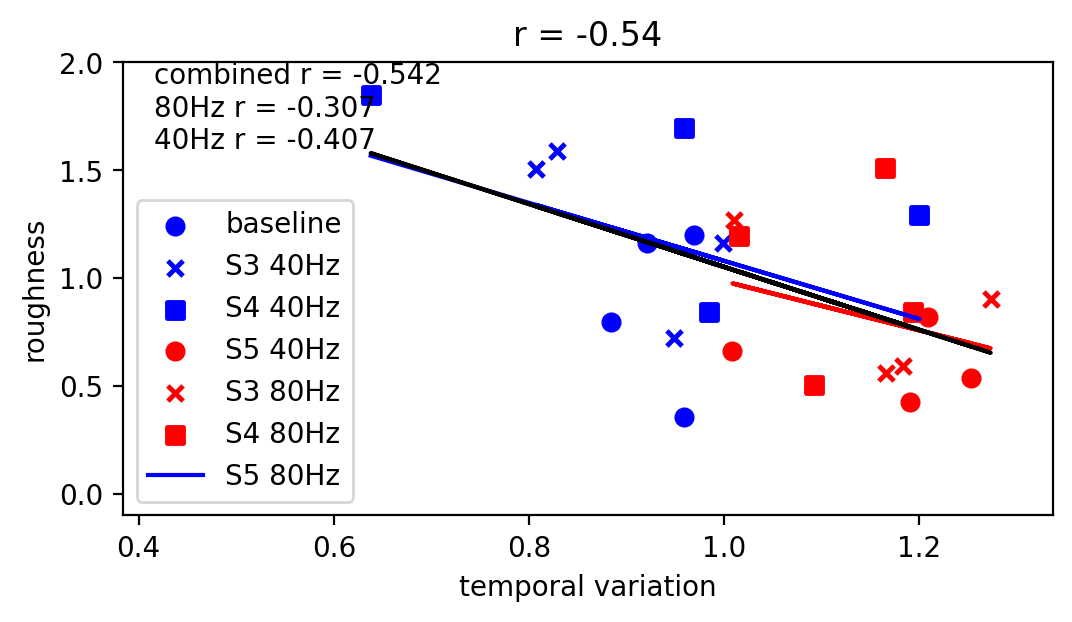 r = -0.54
combined r = -0.542
80Hz r = -0.307
40Hz r = -0.407
2.0
1.5
1.0
0.5
0.0
roughness
baseline
S3 40Hz
S4 40Hz
S5 40Hz
S3 80Hz
S4 80Hz
S5 80Hz
0.4 0.6 0.8 1.0 1.2
temporal variation